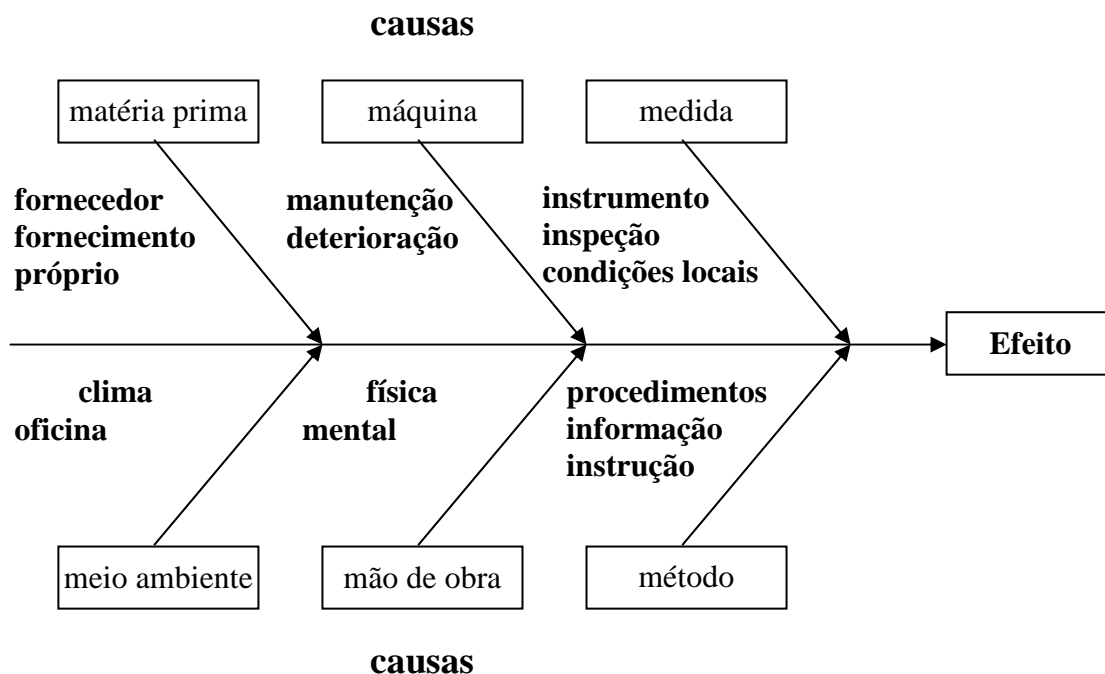 causas
matéria prima
máquina
medida
fornecedor
fornecimento
próprio
manutenção
deterioração
instrumento
inspeção
condições locais
Efeito
clima
oficina
física
mental
procedimentos
informação
instrução
meio ambiente
mão de obra
método
causas